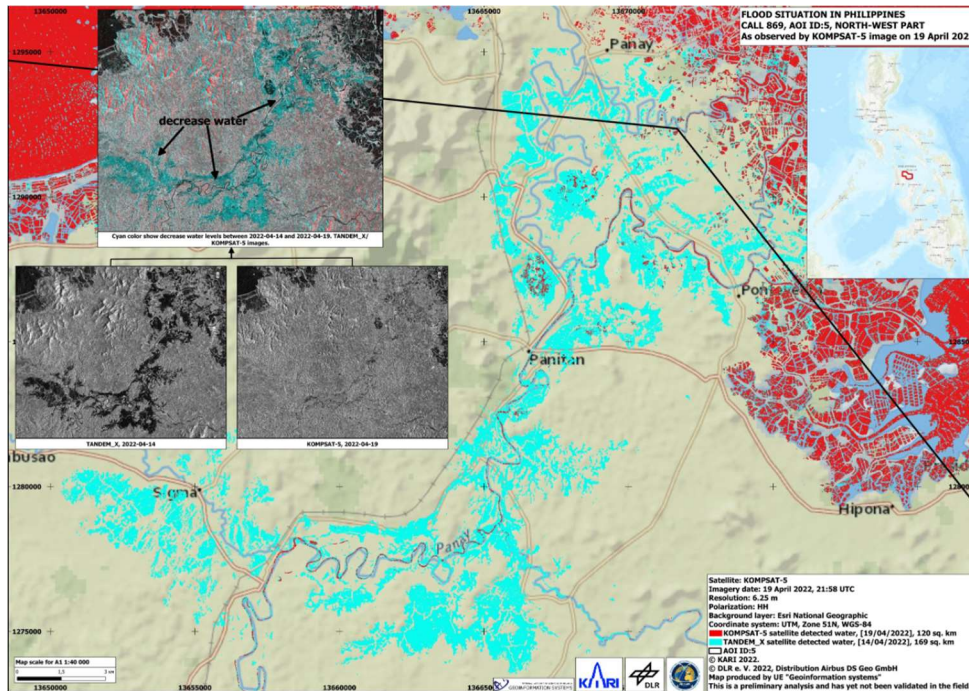 FLOOD SITUATION IN PHILIPPINES
CALL 869, AOI ID:5, NORTH-WEST PART
As observed by KOMPSAT-5 image on 19 April 202
13650000
13660000
13665000
13670000
1295000
1290000
decrease water
Cyan color show decrease water levels between 2022-04-14 and 2022-04-19. TANDEM_X/
KOMPSAT-5 images.
TANDEM_X, 2022-04-14
KOMPSAT-5, 2022-04-19
Panay
Panitan
Sigma
Panay
Hipona
1280000
1275000
13655000
13660000
Map scale for A1 1:40 000
0 1,5 3 km
GEOINFORMATION SYSTEMS
KARI
DLR
Satellite: KOMPSAT-5
Imagery date: 19 April 2022, 21:58 UTC
Resolution: 6.25 m
Polarization: HH
Background layer: Esri National Geographic
Coordinate system: UTM, Zone 51N, WGS-84
KOMPSAT-5 satellite detected water, [19/04/2022], 120 sq. km
TANDEM_X satellite detected water, [14/04/2022], 169 sq. km
AOI ID:5
© KARI 2022.
© DLR e. V. 2022, Distribution Airbus DS Geo GmbH
Map produced by UE "Geoinformation systems"
This is a preliminary analysis and has yet not been validated in the field